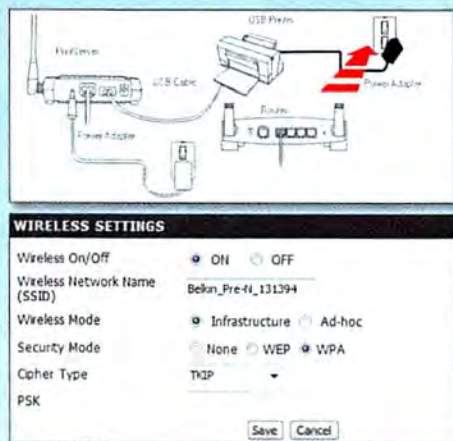 USB Printer
PrintServer
USB Cable
Power Adapter
Router
Power Adapter
WIRELESS SETTINGS
Wireless On/Off ON OFF
Wireless Network Name
(SSID) Belkin_Pre-N_131394
Wireless Mode Infrastructure Ad-hoc
Security Mode None WEP WPA
Cipher Type TKIP
PSK
Save Cancel